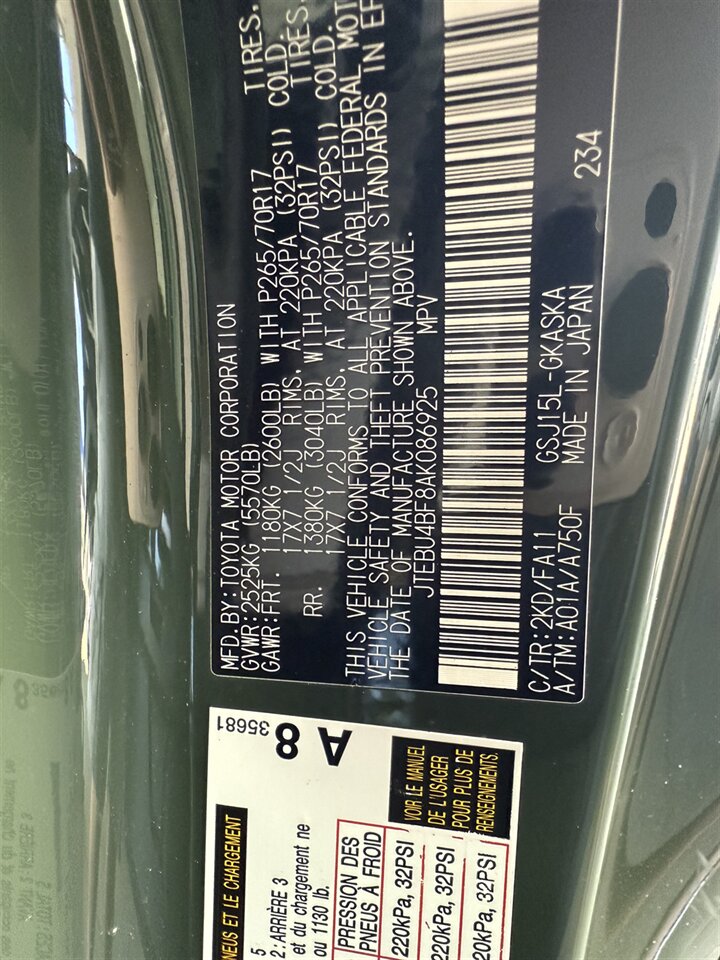 MFD.BY:TOYOTA MOTOR CORPORATION
GVWR:2525KG (5570LB)
GAWR:FRT. 1180KG (2600LB) WITH P265/70R17 TIRES.
17X7 1/2J RIMS, AT 220KPA (32PSI) COLD.
RR. 1380KG (3040LB) WITH P265/70R17 TIRES.
17X7 1/2J RIMS, AT 220KPA (32PSI) COLD.
THIS VEHICLE CONFORMS TO ALL APPLICABLE FEDERAL MOT
VEHICLE SAFETY AND THEFT PREVENTION STANDARDS IN EF
THE DATE OF MANUFACTURE SHOWN ABOVE.
JTEBU4BF8AK086925 MPV
C/TR:2KD/FA11 GSJ15L-GKASKA 234
A/TM:A01A/A750F MADE IN JAPAN
A 8
35681
PNEUS ET LE CHARGEMENT
5
2 : ARRIÈRE 3
et du chargement ne
ou 1130 lb.
PRESSION DES
PNEUS À FROID
220kPa, 32PSI
220kPa, 32PSI
20kPa, 32PSI
VOIR LE MANUEL
DE L'USAGER
POUR PLUS DE
RENSEIGNEMENTS.